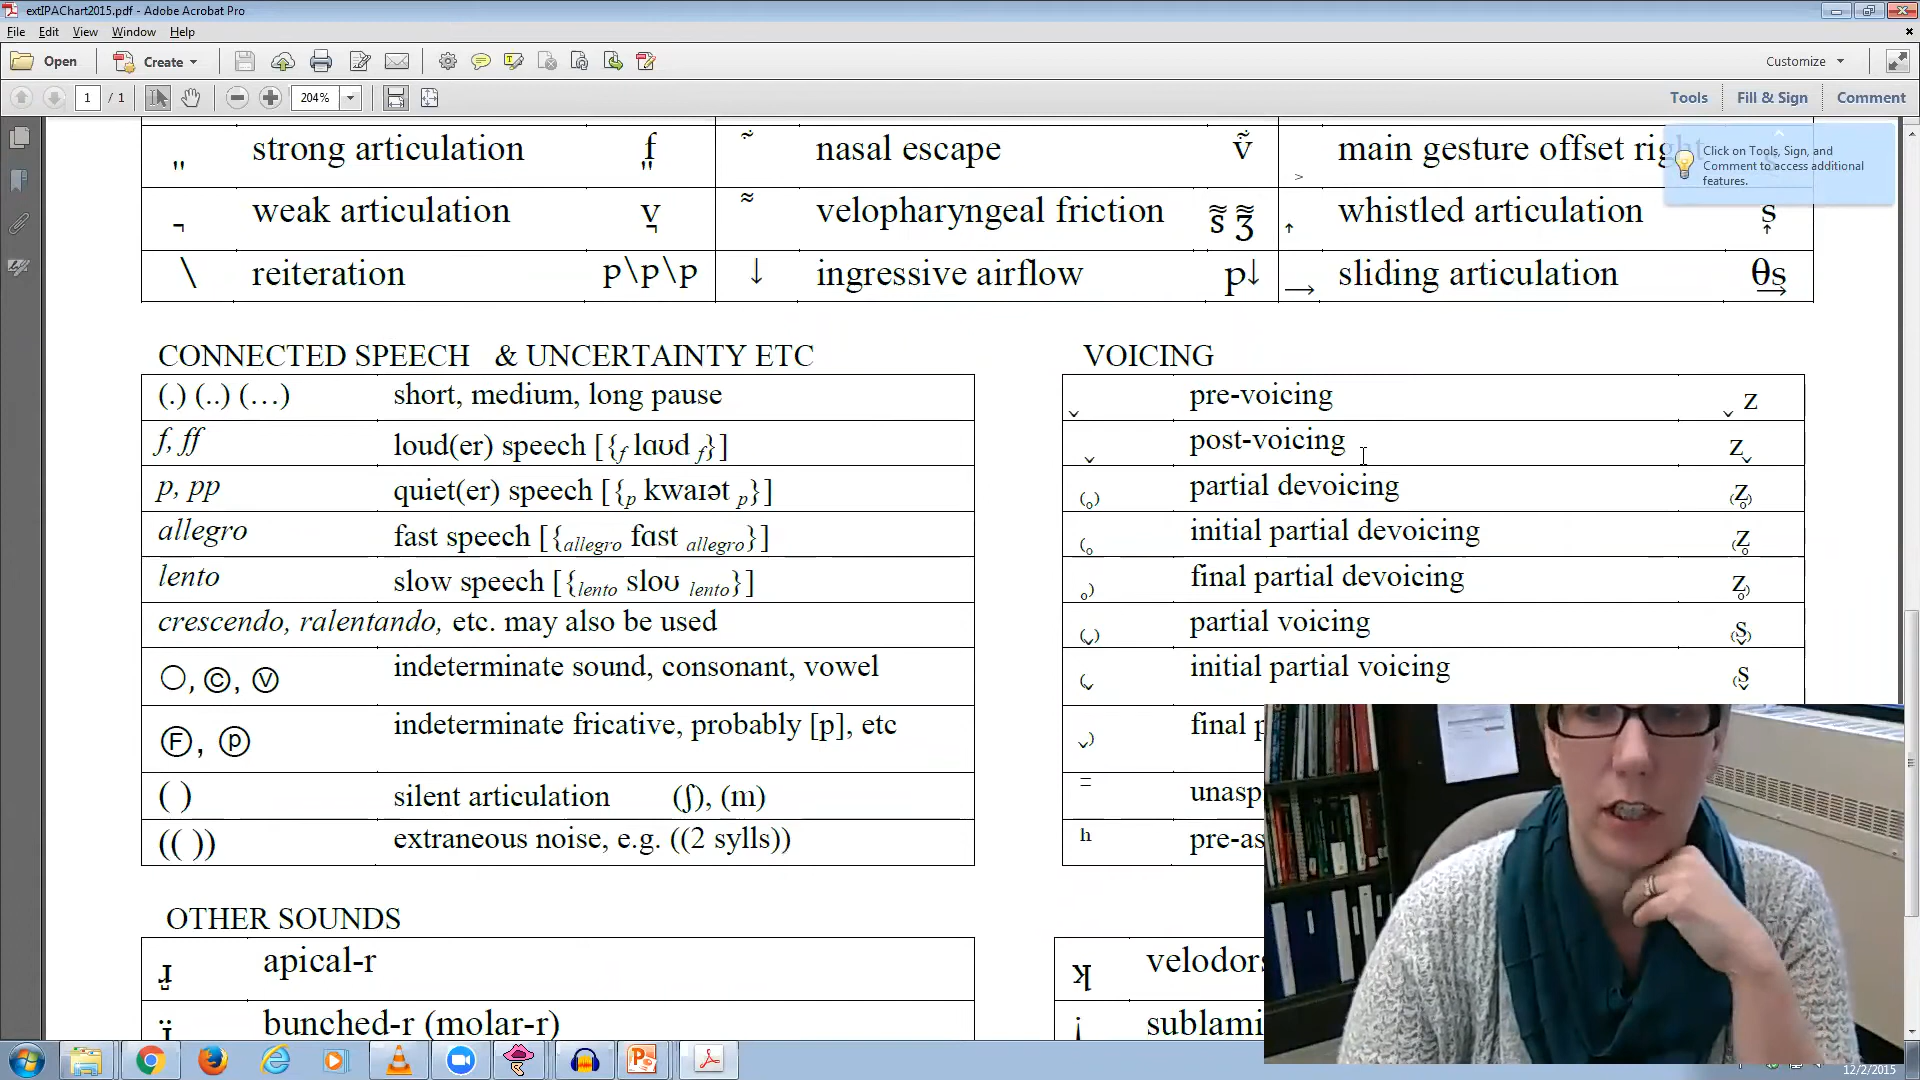 extIPAChart2015.pdf - Adobe Acrobat Pro
File Edit View Window Help
Open Create Customize
1 / 1 204% Tools Fill & Sign Comment
strong articulation f͈ nasal escape v͋ main gesture offset right
Click on Tools, Sign, and
Comment to access additional
features.
weak articulation v͉ velopharyngeal friction s͌ ʒ͌ whistled articulation s͎
\ reiteration p\p\p ↓ ingressive airflow p↓ sliding articulation θs͢
CONNECTED SPEECH & UNCERTAINTY ETC
(.) (..) (…) short, medium, long pause
f, ff loud(er) speech [{f laʊd f}]
p, pp quiet(er) speech [{p kwaɪət p}]
allegro fast speech [{allegro fɑst allegro}]
lento slow speech [{lento sloʊ lento}]
crescendo, ralentando, etc. may also be used
○, Ⓒ, Ⓥ indeterminate sound, consonant, vowel
Ⓕ, ⓟ indeterminate fricative, probably [p], etc
( ) silent articulation (ʃ), (m)
(( )) extraneous noise, e.g. ((2 sylls))
VOICING
ˬ pre-voicing ˬz
ˬ post-voicing zˬ
(˳) partial devoicing (z̥)
(˳ initial partial devoicing (z̥
˳) final partial devoicing z̥)
(ˬ) partial voicing (s̬)
(ˬ initial partial voicing (s̬
ˬ) final p
= unasp
ʰ pre-as
OTHER SOUNDS
apical-r
bunched-r (molar-r)
ʞ velodors
¡ sublami
12/2/2015